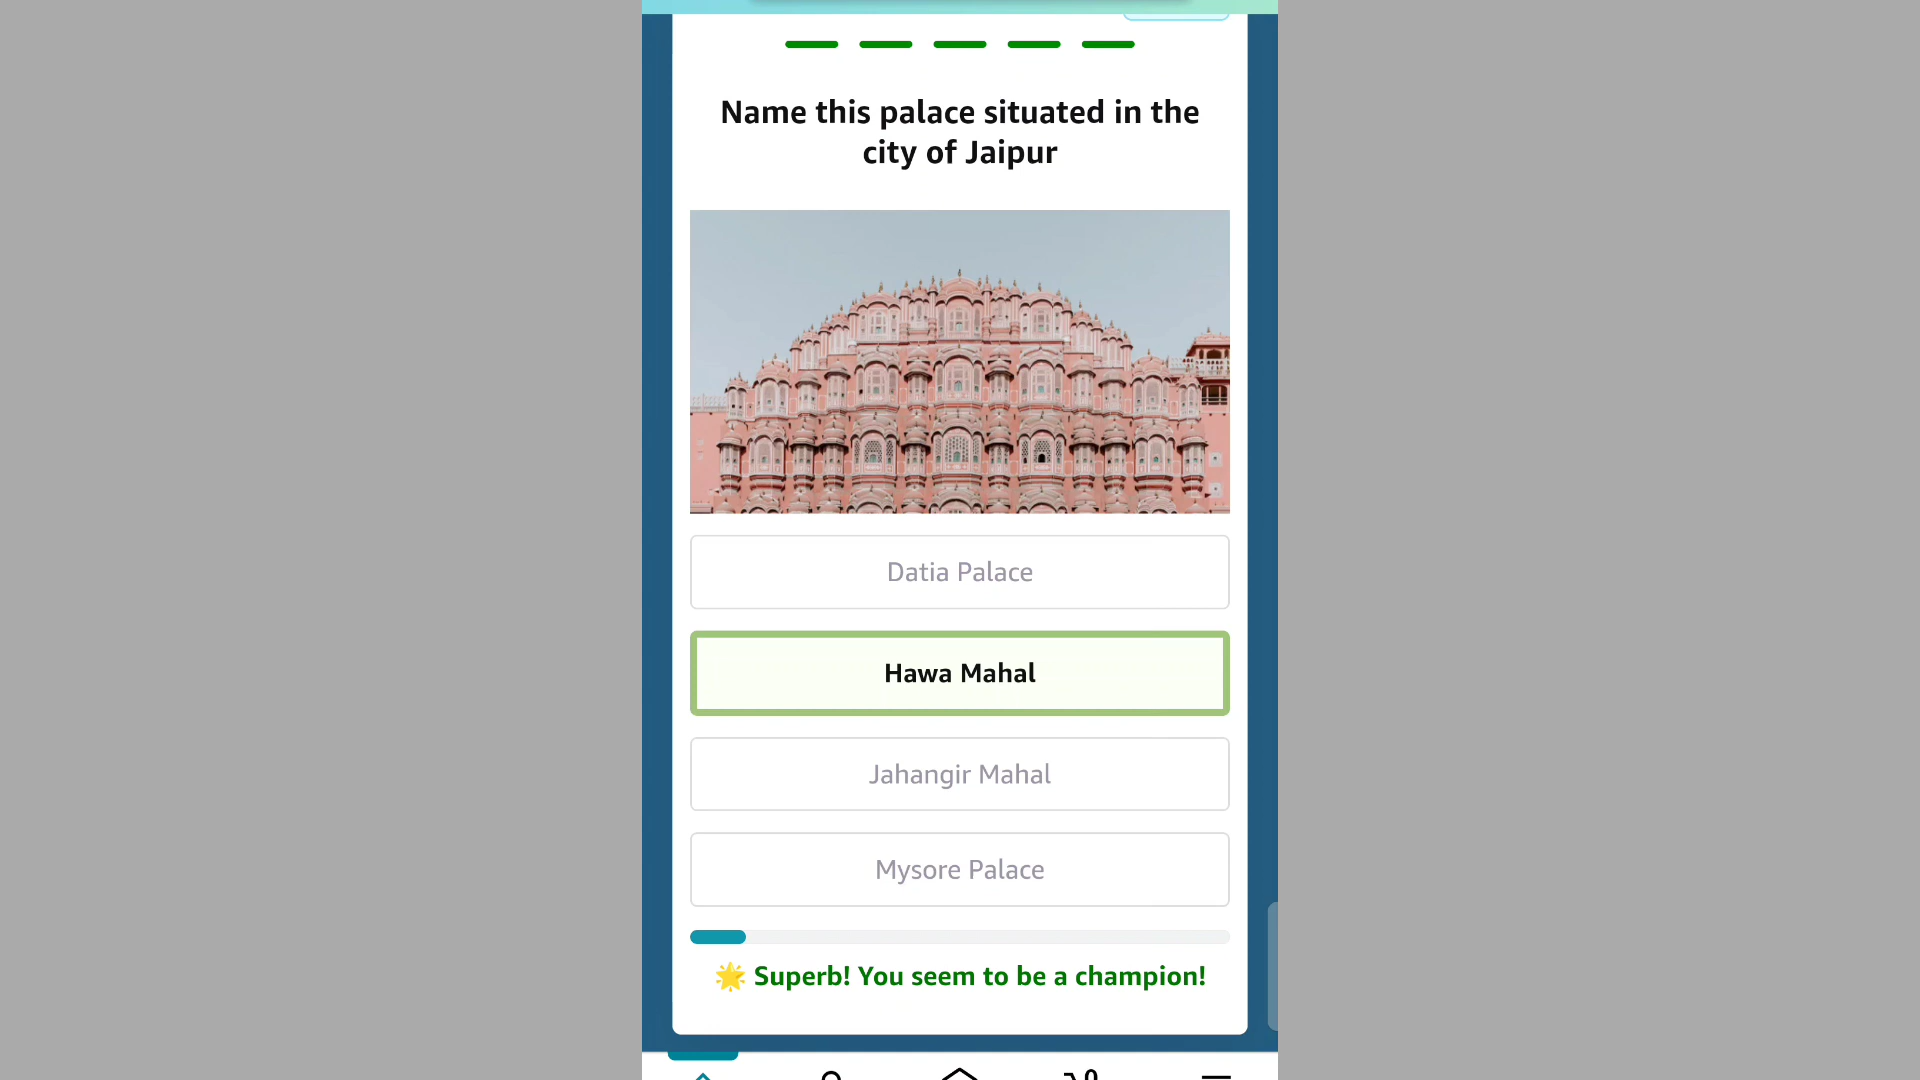 Name this palace situated in the
city of Jaipur
Datia Palace
Hawa Mahal
Jahangir Mahal
Mysore Palace
🌟 Superb! You seem to be a champion!